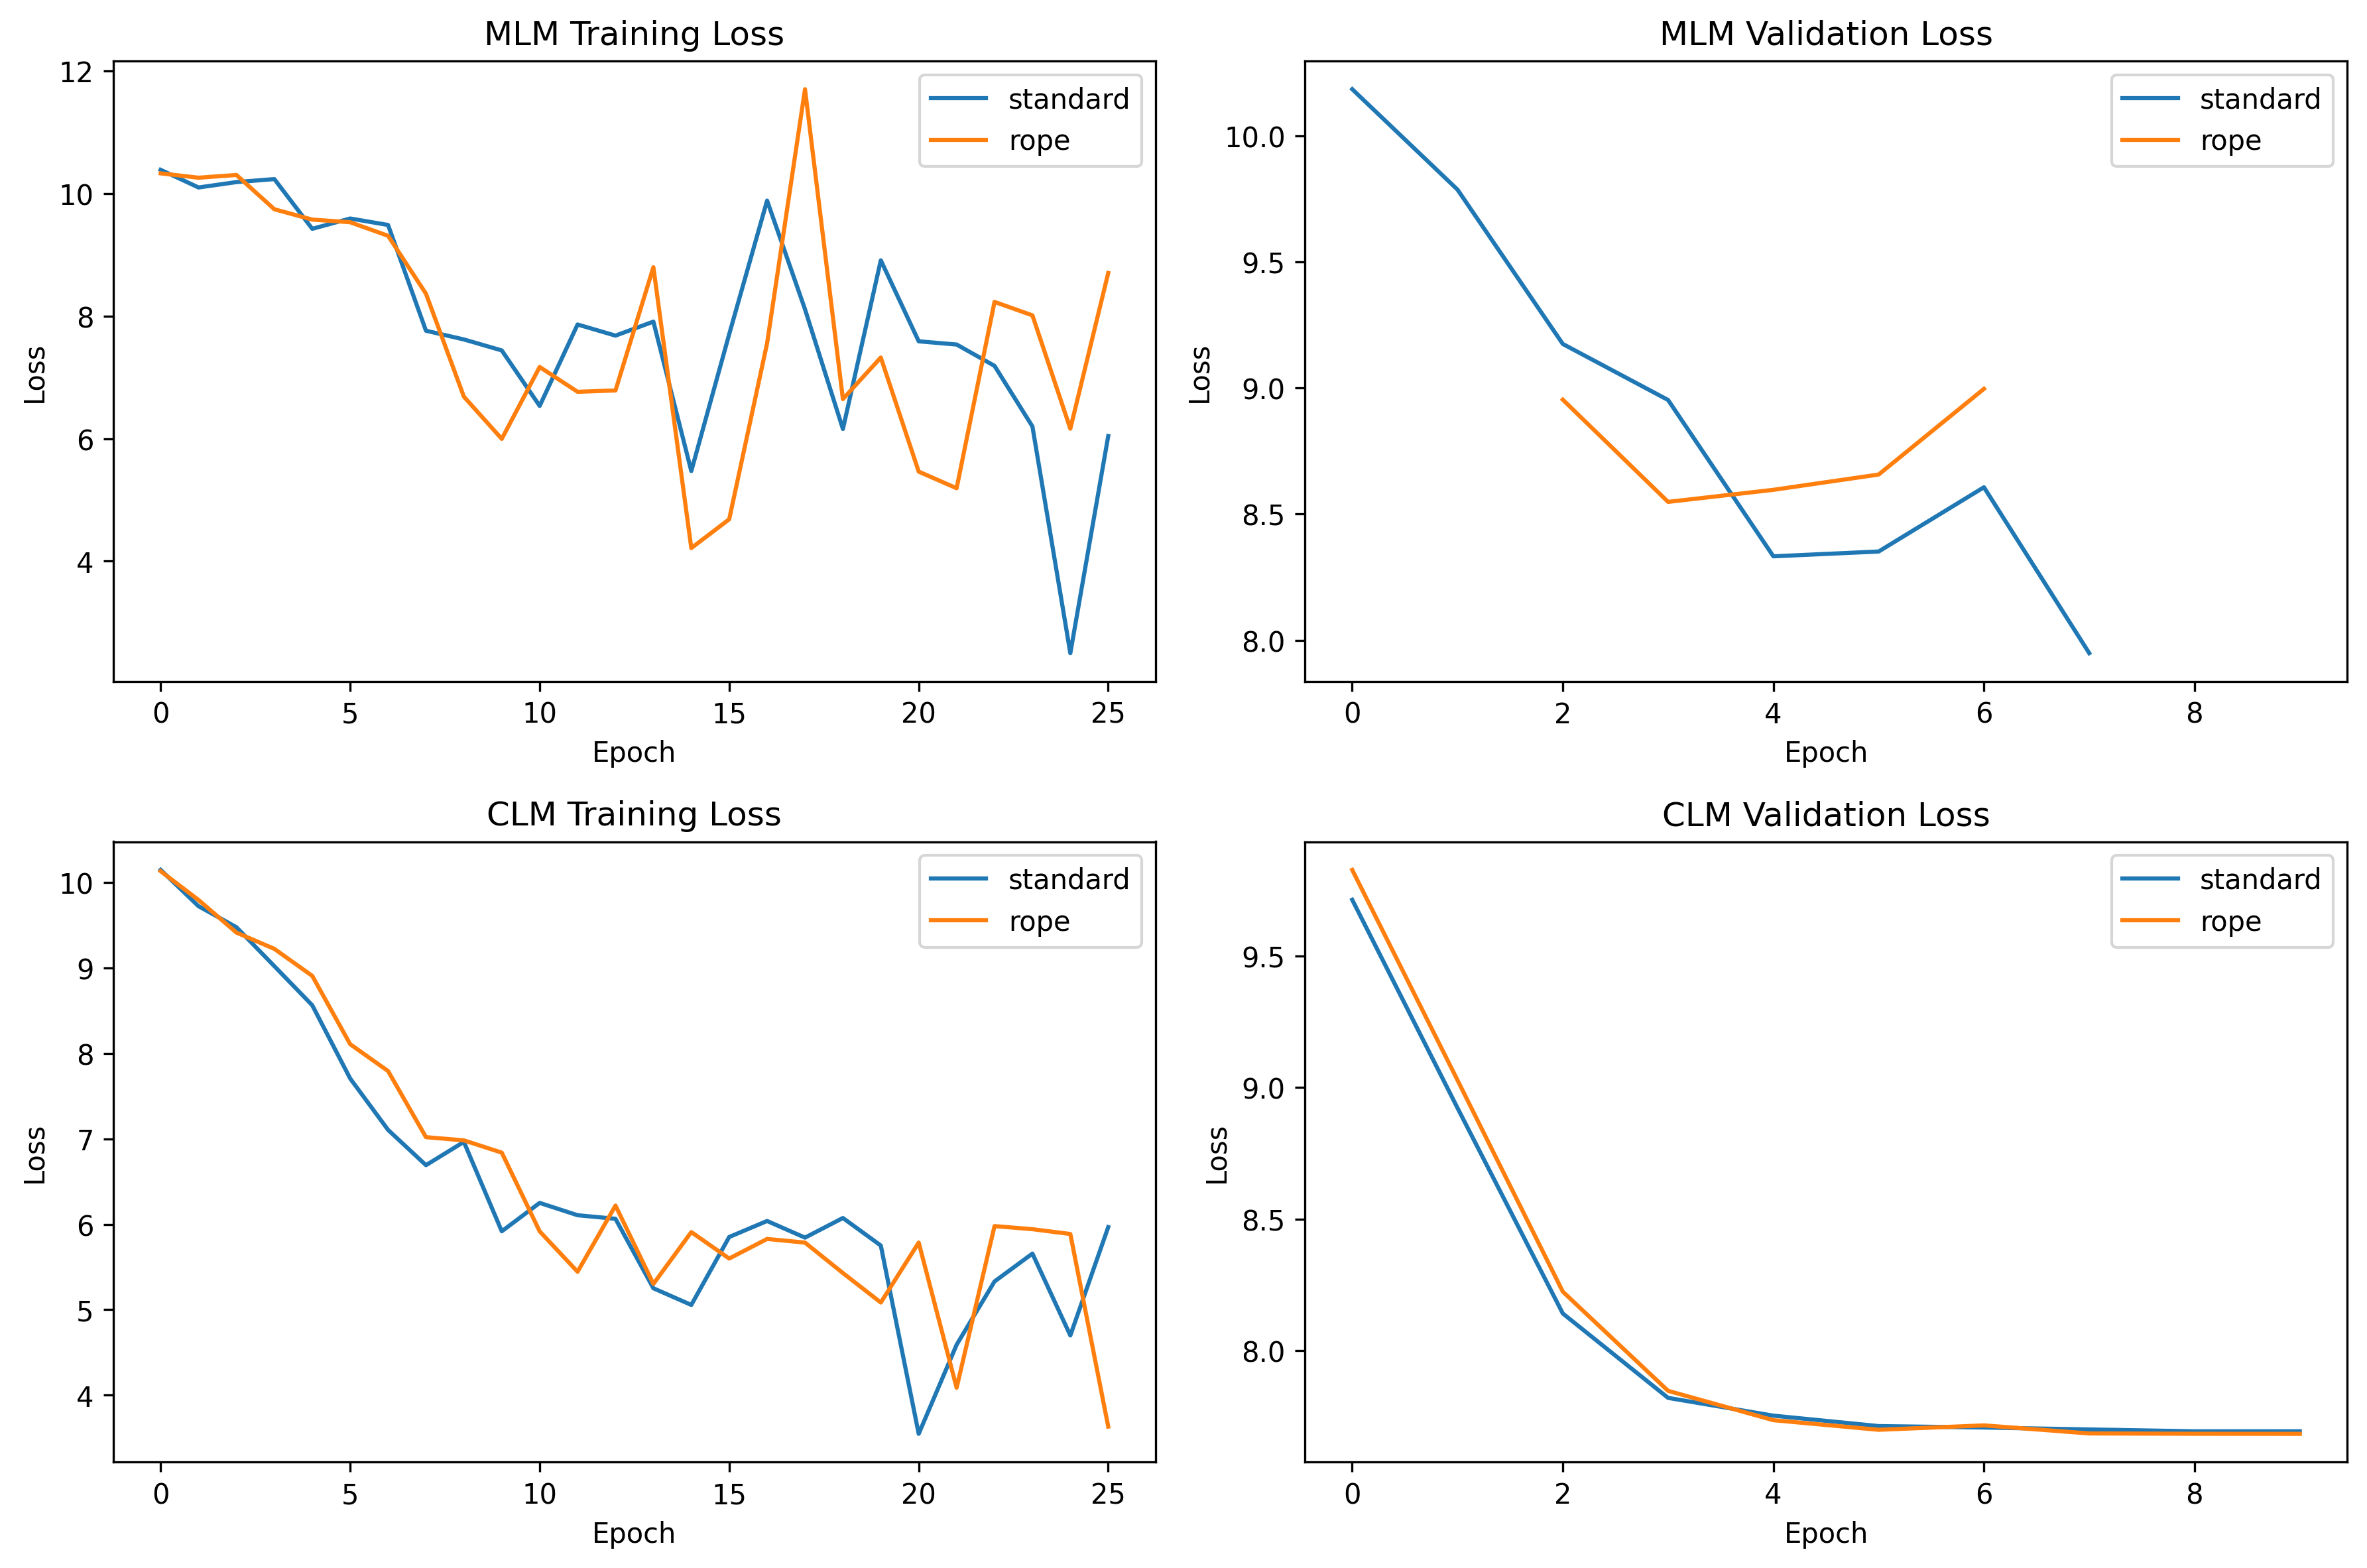 MLM Training Loss
12
10
8
6
4
Loss
0 5 10 15 20 25
Epoch
standard
rope
MLM Validation Loss
10.0
9.5
9.0
8.5
8.0
Loss
0 2 4 6 8
Epoch
standard
rope
CLM Training Loss
10
9
8
7
6
5
4
Loss
0 5 10 15 20 25
Epoch
standard
rope
CLM Validation Loss
9.5
9.0
8.5
8.0
Loss
0 2 4 6 8
Epoch
standard
rope